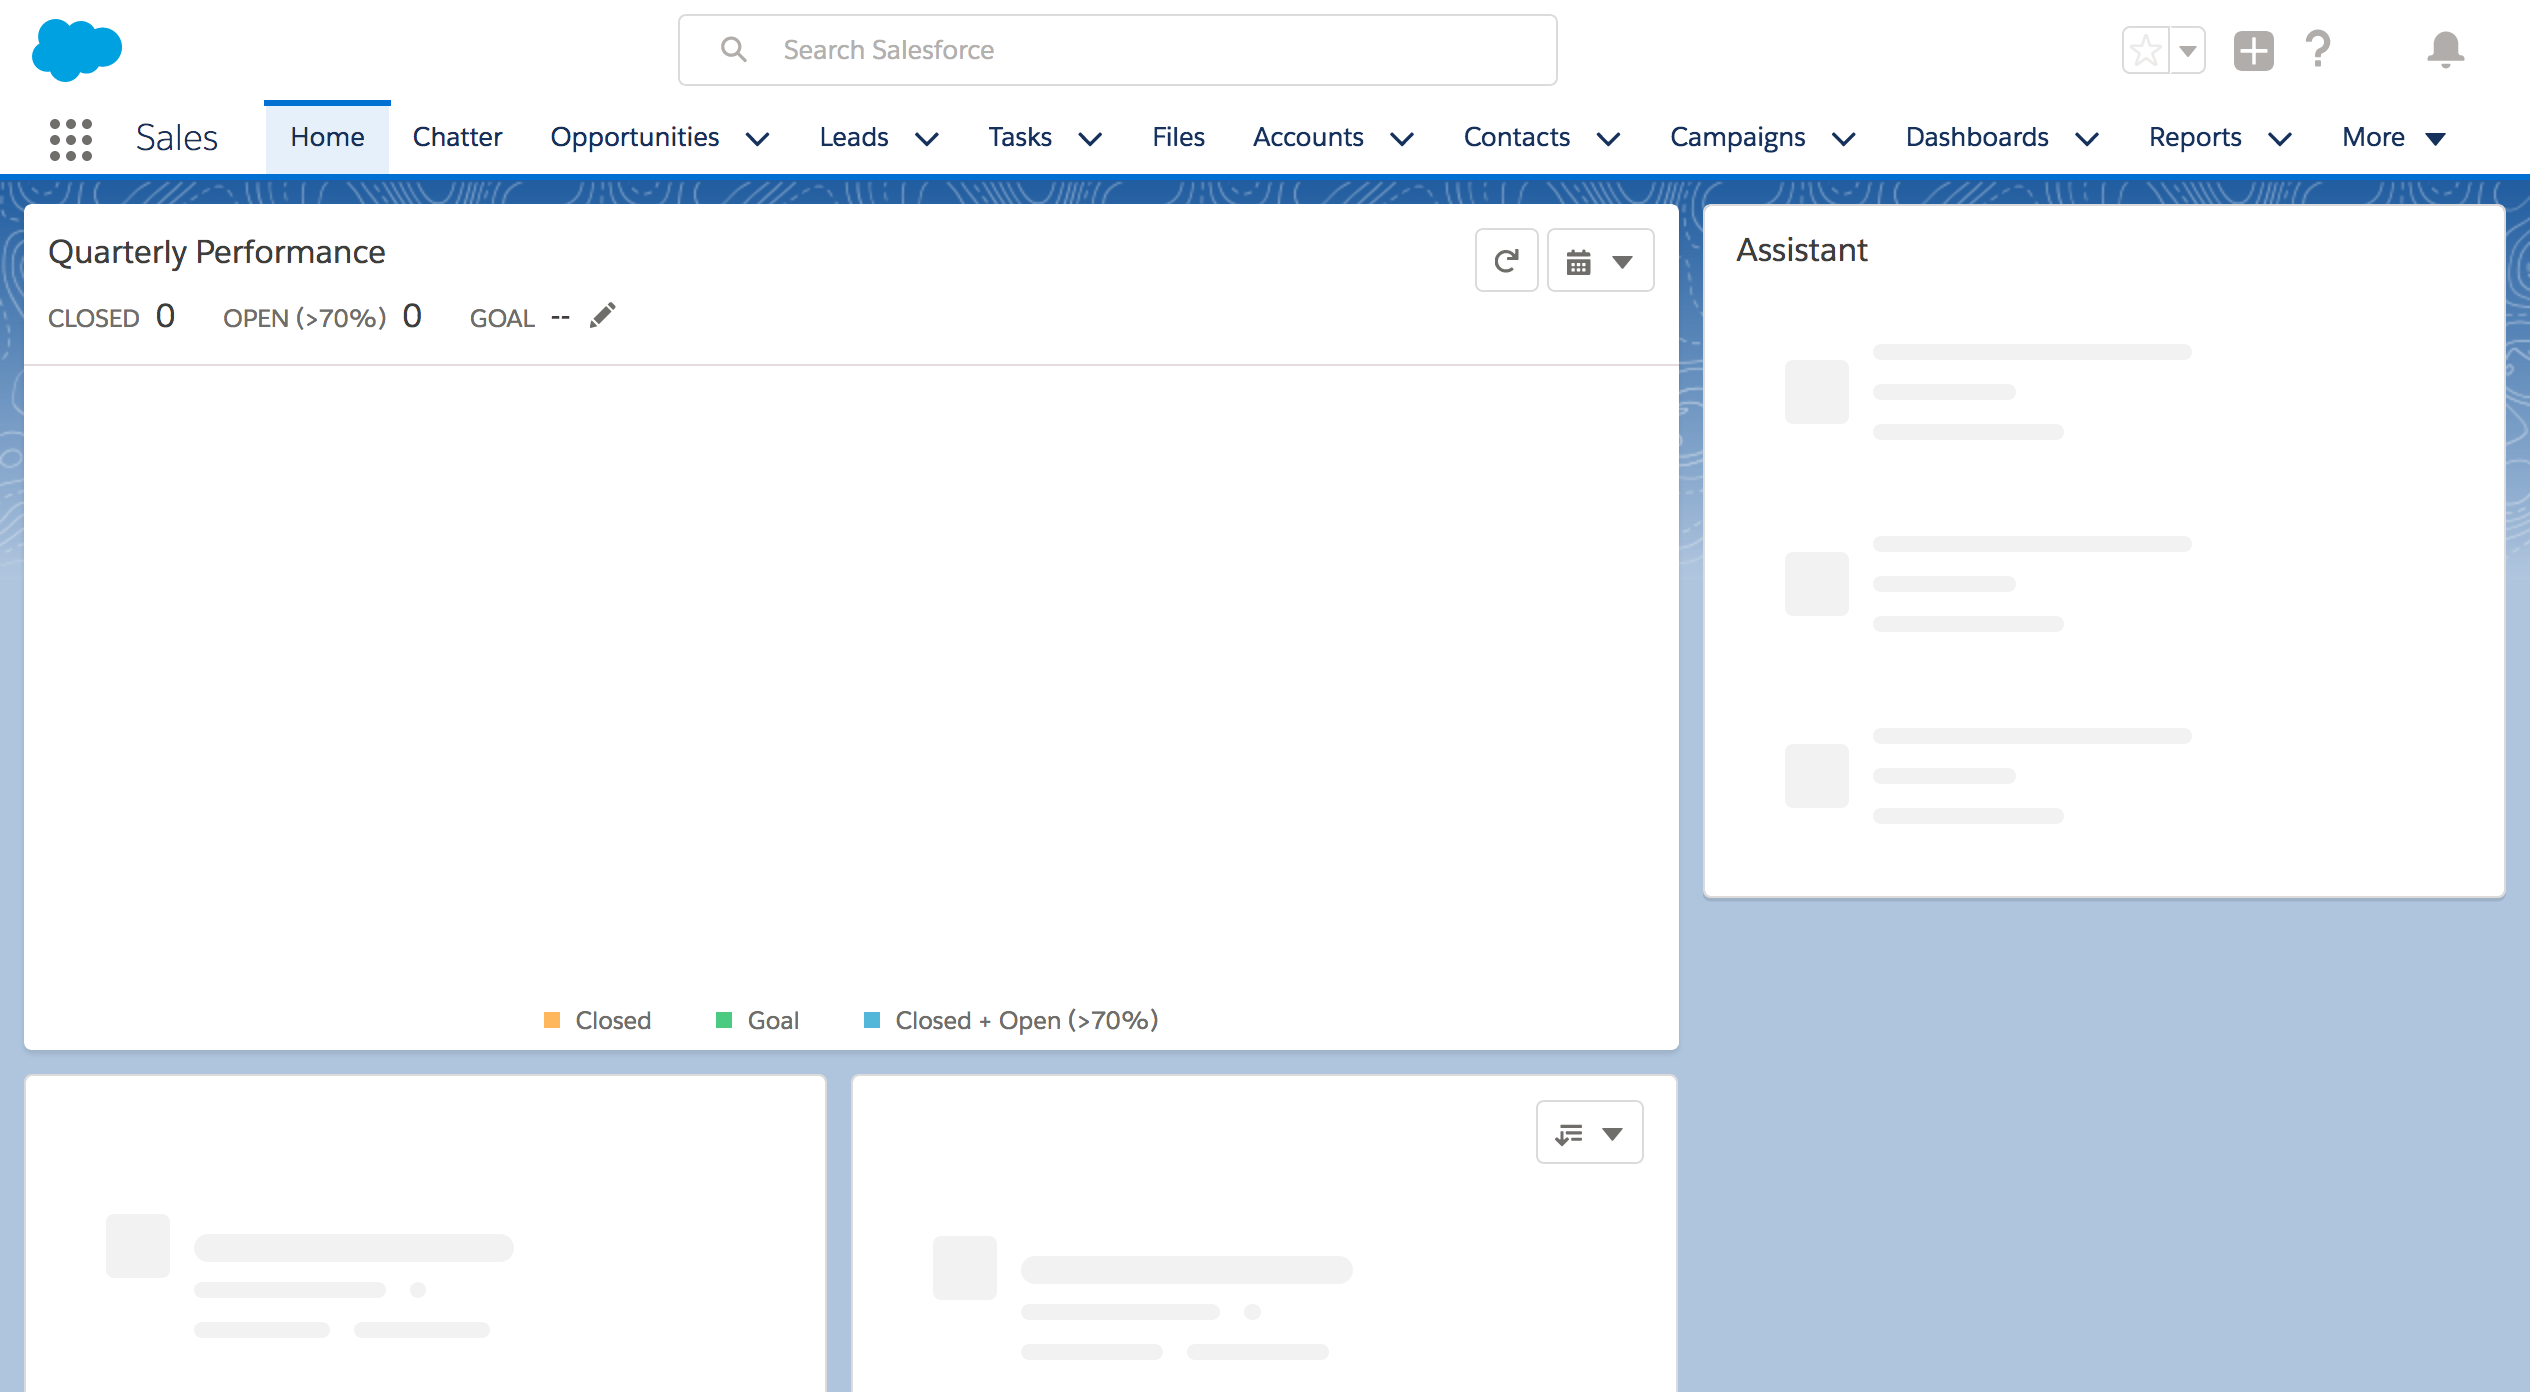 Search Salesforce
Sales Home Chatter Opportunities Leads Tasks Files Accounts Contacts Campaigns Dashboards Reports More
Quarterly Performance
CLOSED 0 OPEN (>70%) 0 GOAL --
Closed Goal Closed + Open (>70%)
Assistant